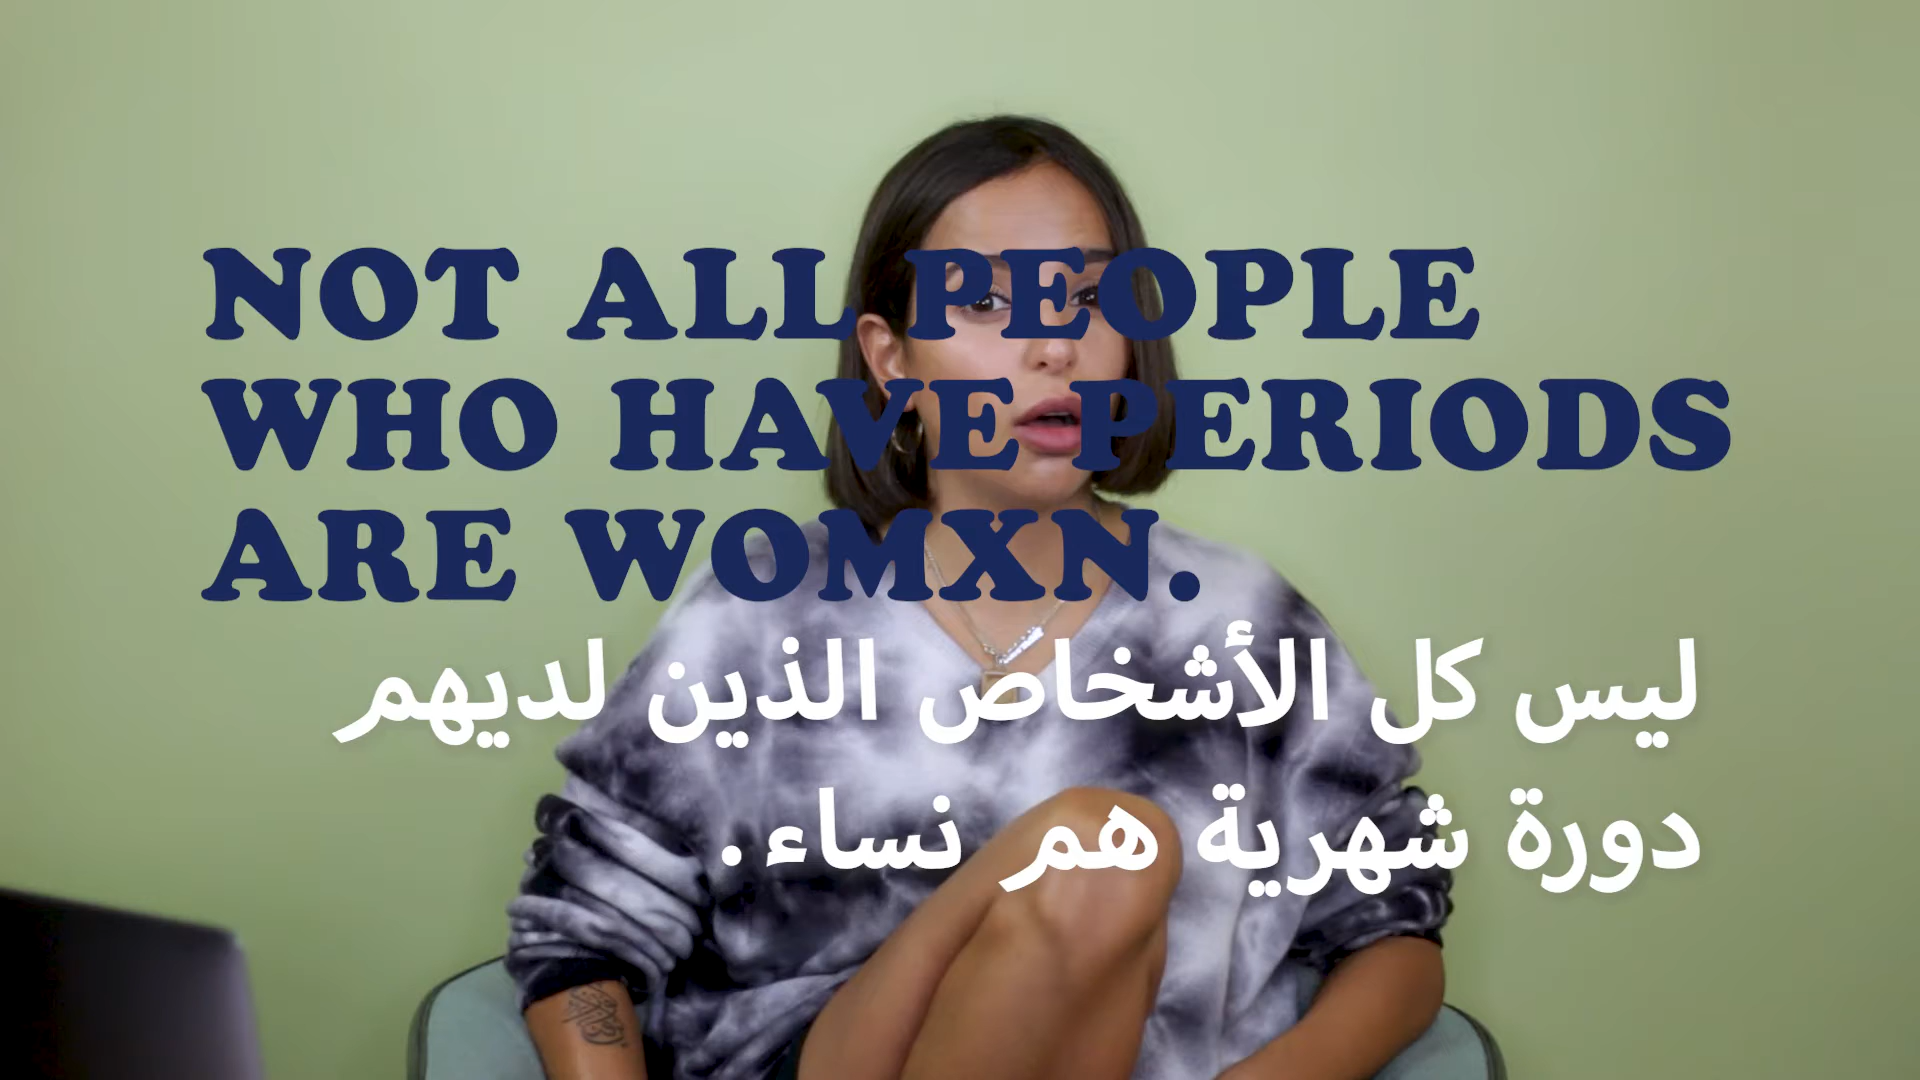 NOT ALL PEOPLE
WHO HAVE PERIODS
ARE WOMXN.
ليس كل الأشخاص الذين لديهم
دورة شهرية هم نساء.